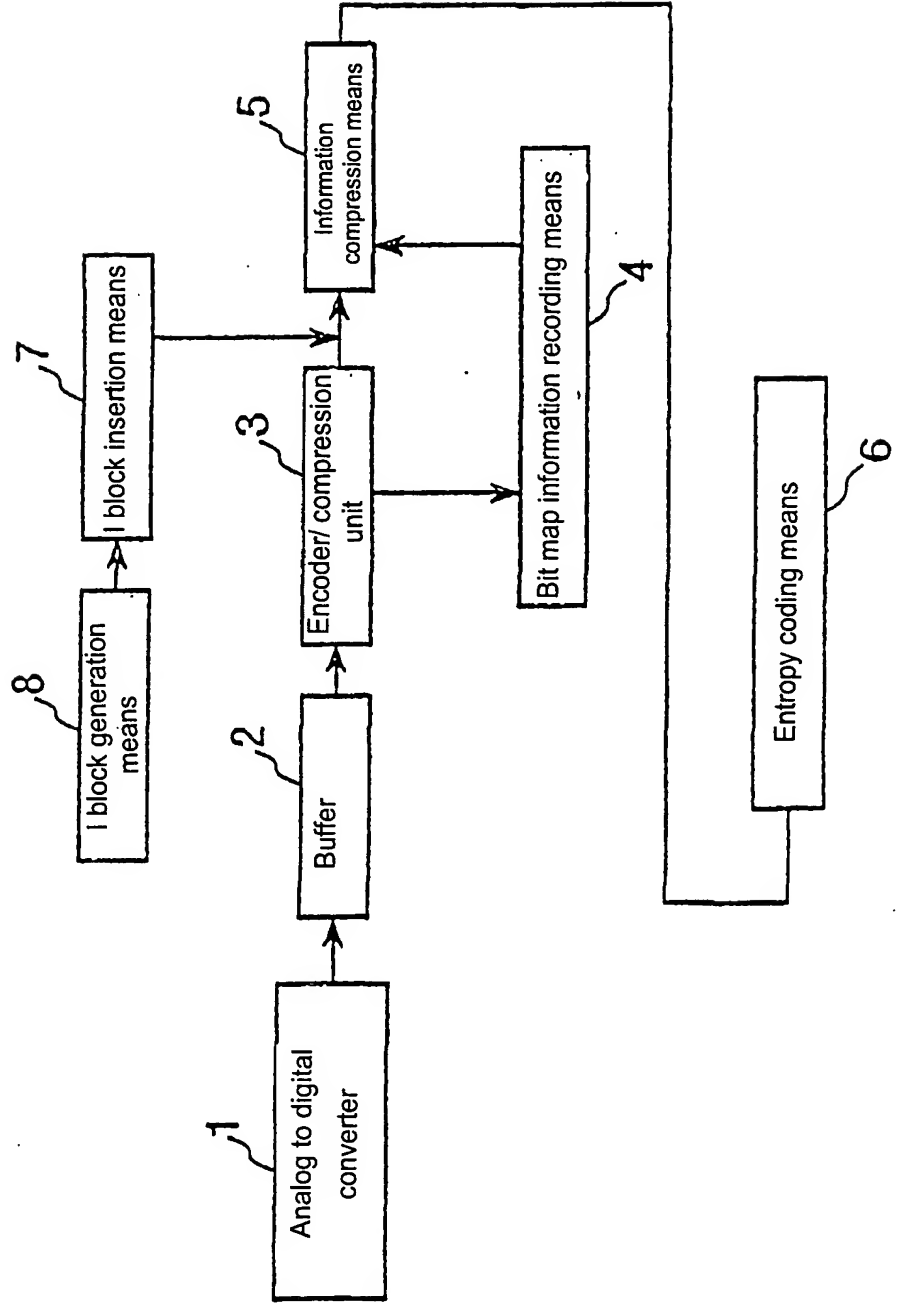 8
I block generation
means
7
I block insertion means
1
Analog to digital
converter
2
Buffer
3
Encoder/ compression
unit
5
Information
compression means
Bit map information recording means
4
Entropy coding means
6